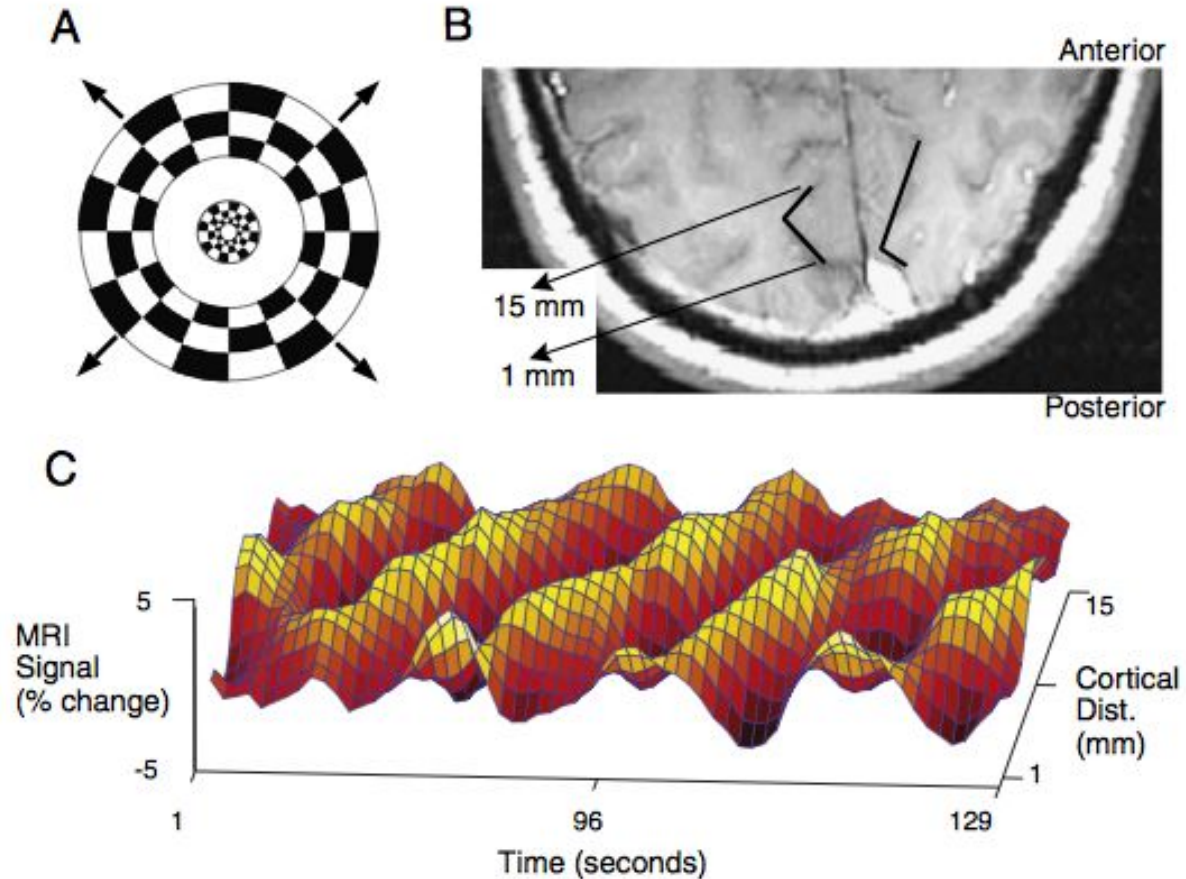 A
B
Anterior
15 mm
1 mm
Posterior
C
5
MRI
Signal
(% change)
-5
15
Cortical
Dist.
(mm)
1
1
96
129
Time (seconds)